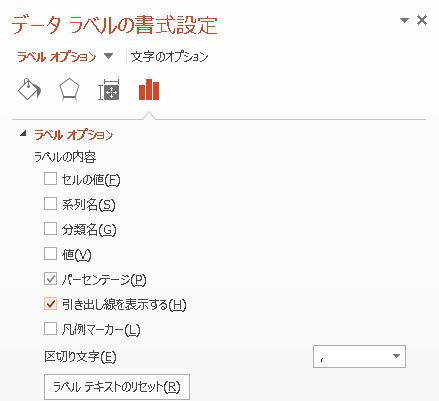 データ ラベルの書式設定
ラベル オプション 文字のオプション
ラベル オプション
ラベルの内容
セルの値(F)
系列名(S)
分類名(G)
値(V)
パーセンテージ(P)
引き出し線を表示する(H)
凡例マーカー(L)
区切り文字(E) ,
ラベル テキストのリセット(R)